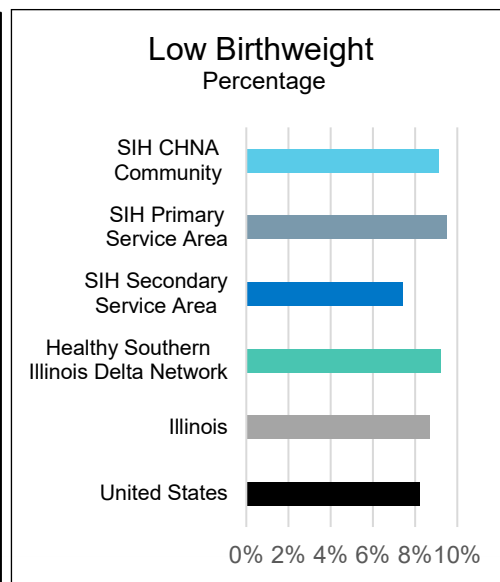 Low Birthweight
Percentage
SIH CHNA
Community
SIH Primary
Service Area
SIH Secondary
Service Area
Healthy Southern
Illinois Delta Network
Illinois
United States
0% 2% 4% 6% 8% 10%